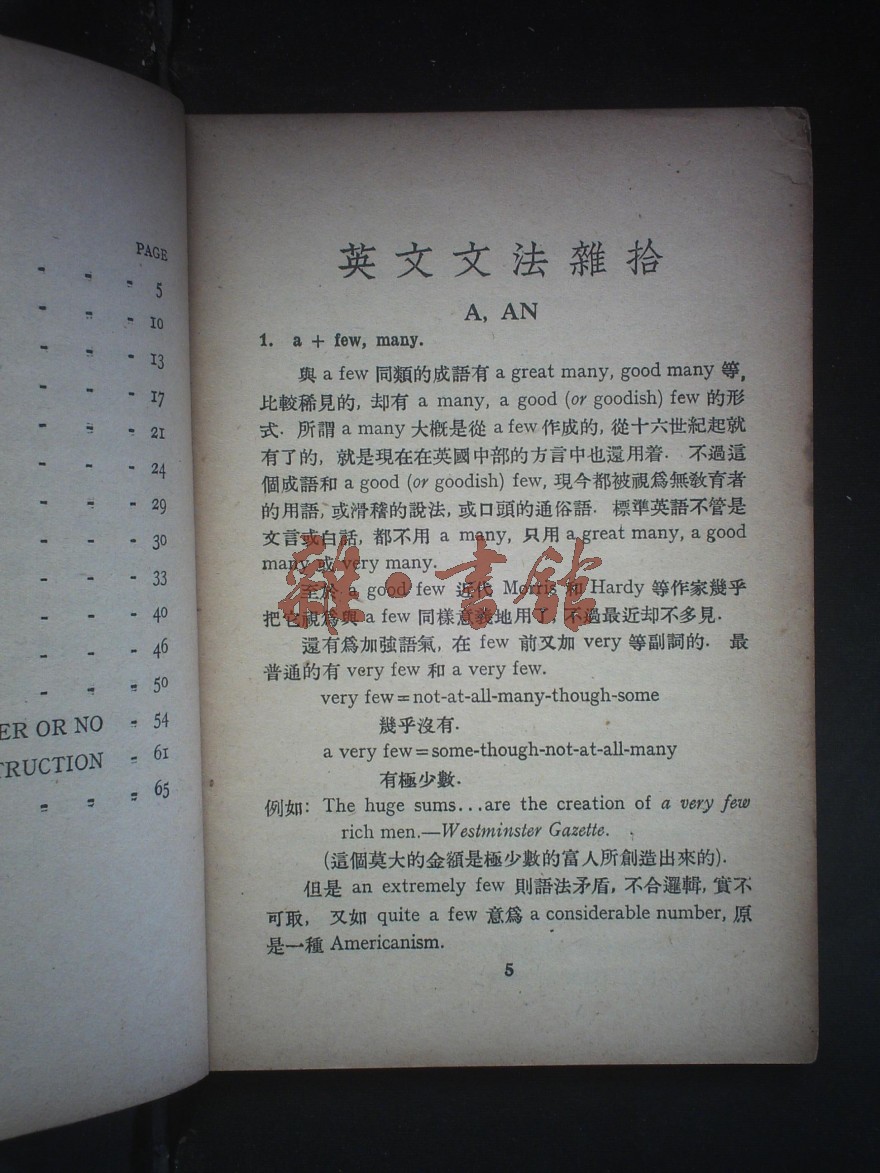 PAGE
- - - 5
- - - 10
- - - 13
- - - 17
- - - 21
- - - 24
- - - 29
- - - 30
- - - 33
- - - 40
- - - 46
- - - 50
ER OR NO - 54
TRUCTION - 61
- - - 65
英文文法雜拾
A, AN
1. a + few, many.
與 a few 同類的成語有 a great many, good many 等,
比較稀見的, 却有 a many, a good (or goodish) few 的形
式. 所謂 a many 大概是從 a few 作成的, 從十六世紀起就
有了的, 就是現在在英國中部的方言中也還用着. 不過這
個成語和 a good (or goodish) few, 現今都被視爲無教育者
的用語, 或滑稽的說法, 或口頭的通俗語. 標準英語不管是
文言或白話, 都不用 a many, 只用 a great many, a good
many 或 very many.
至於 a good few 近代 Morris 和 Hardy 等作家幾乎
把它視爲與 a few 同樣意義地用了, 不過最近却不多見.
還有爲加強語氣, 在 few 前又加 very 等副詞的. 最
普通的有 very few 和 a very few.
very few=not-at-all-many-though-some
幾乎沒有.
a very few=some-though-not-at-all-many
有極少數.
例如: The huge sums...are the creation of a very few
rich men.—Westminster Gazette.
(這個莫大的金額是極少數的富人所創造出來的).
但是 an extremely few 則語法矛盾, 不合邏輯, 實不
可取, 又如 quite a few 意爲 a considerable number, 原
是一種 Americanism.
5
雜·書館